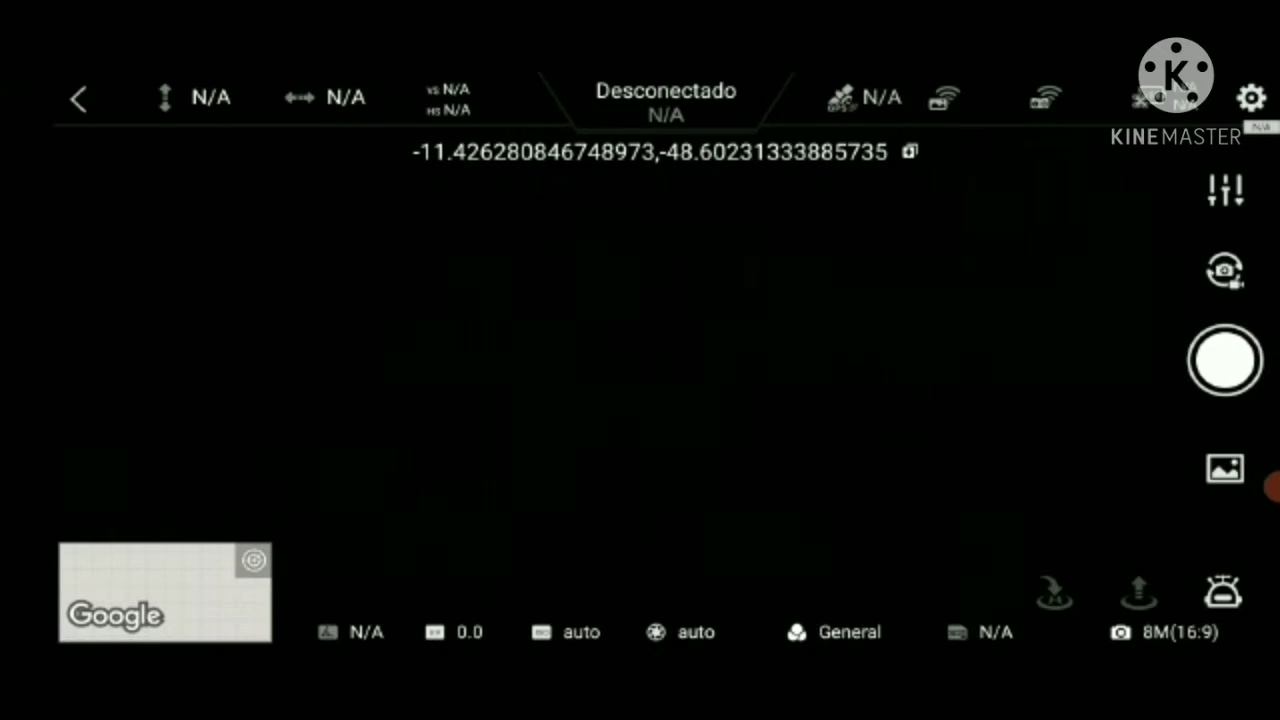 N/A
N/A
VS N/A
HS N/A
Desconectado
N/A
N/A
K
KINEMASTER
N/A
-11.426280846748973,-48.60231333885735
Google
N/A
0.0
auto
auto
General
N/A
8M(16:9)